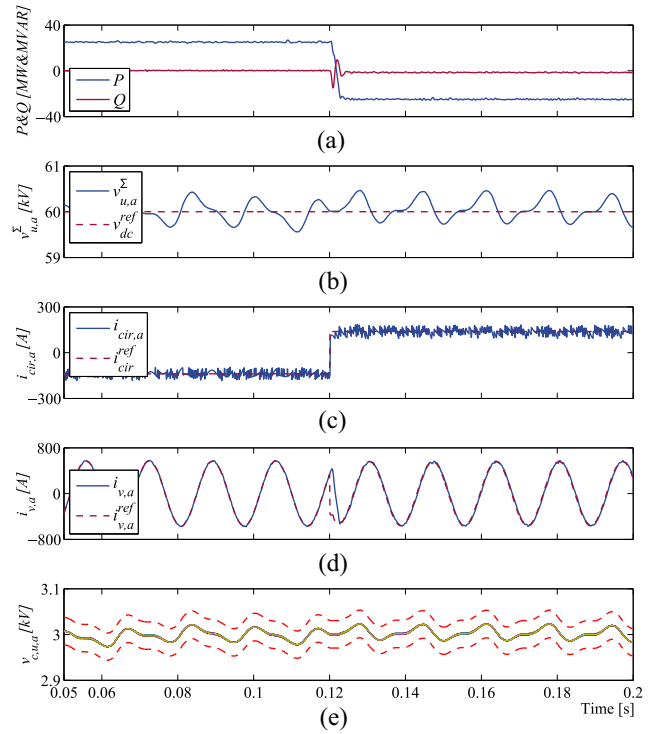 P&Q [MW&MVAR]
40
0
−40
P
Q
(a)
v^Σ_{u,a} [kV]
61
60
59
v^Σ_{u,a}
v^{ref}_{dc}
(b)
i_{cir,a} [A]
300
0
−300
i_{cir,a}
i^{ref}_{cir}
(c)
i_{v,a} [A]
800
0
−800
i_{v,a}
i^{ref}_{v,a}
(d)
v_{c,u,a} [kV]
3.1
3
2.9
0.05 0.06 0.08 0.1 0.12 0.14 0.16 0.18 0.2
Time [s]
(e)